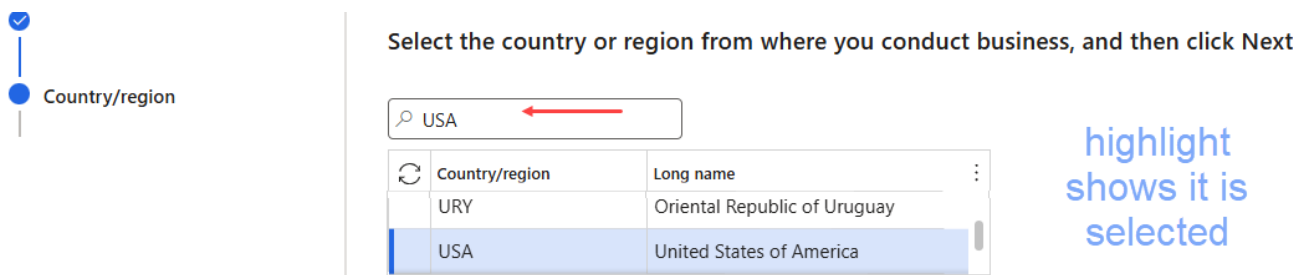 Select the country or region from where you conduct business, and then click Next
Country/region
USA
Country/region Long name
URY Oriental Republic of Uruguay
USA United States of America
highlight
shows it is
selected